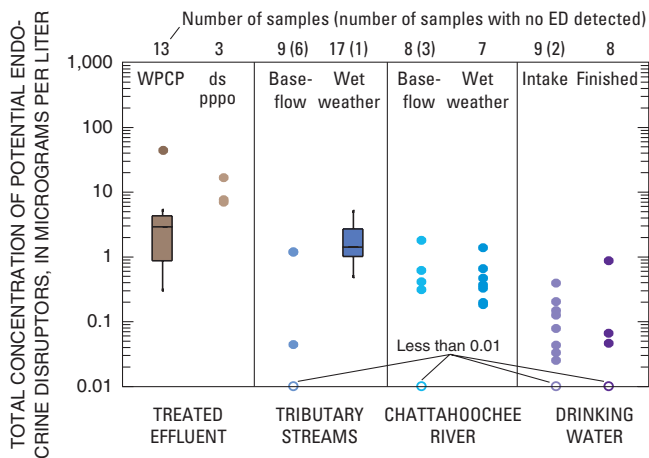 Number of samples (number of samples with no ED detected)
13 3 9 (6) 17 (1) 8 (3) 7 9 (2) 8
TOTAL CONCENTRATION OF POTENTIAL ENDO-
CRINE DISRUPTORS, IN MICROGRAMS PER LITER
1,000
100
10
1
0.1
0.01
WPCP
ds
pppo
Base-
flow
Wet
weather
Base-
flow
Wet
weather
Intake
Finished
Less than 0.01
TREATED
EFFLUENT
TRIBUTARY
STREAMS
CHATTAHOOCHEE
RIVER
DRINKING
WATER